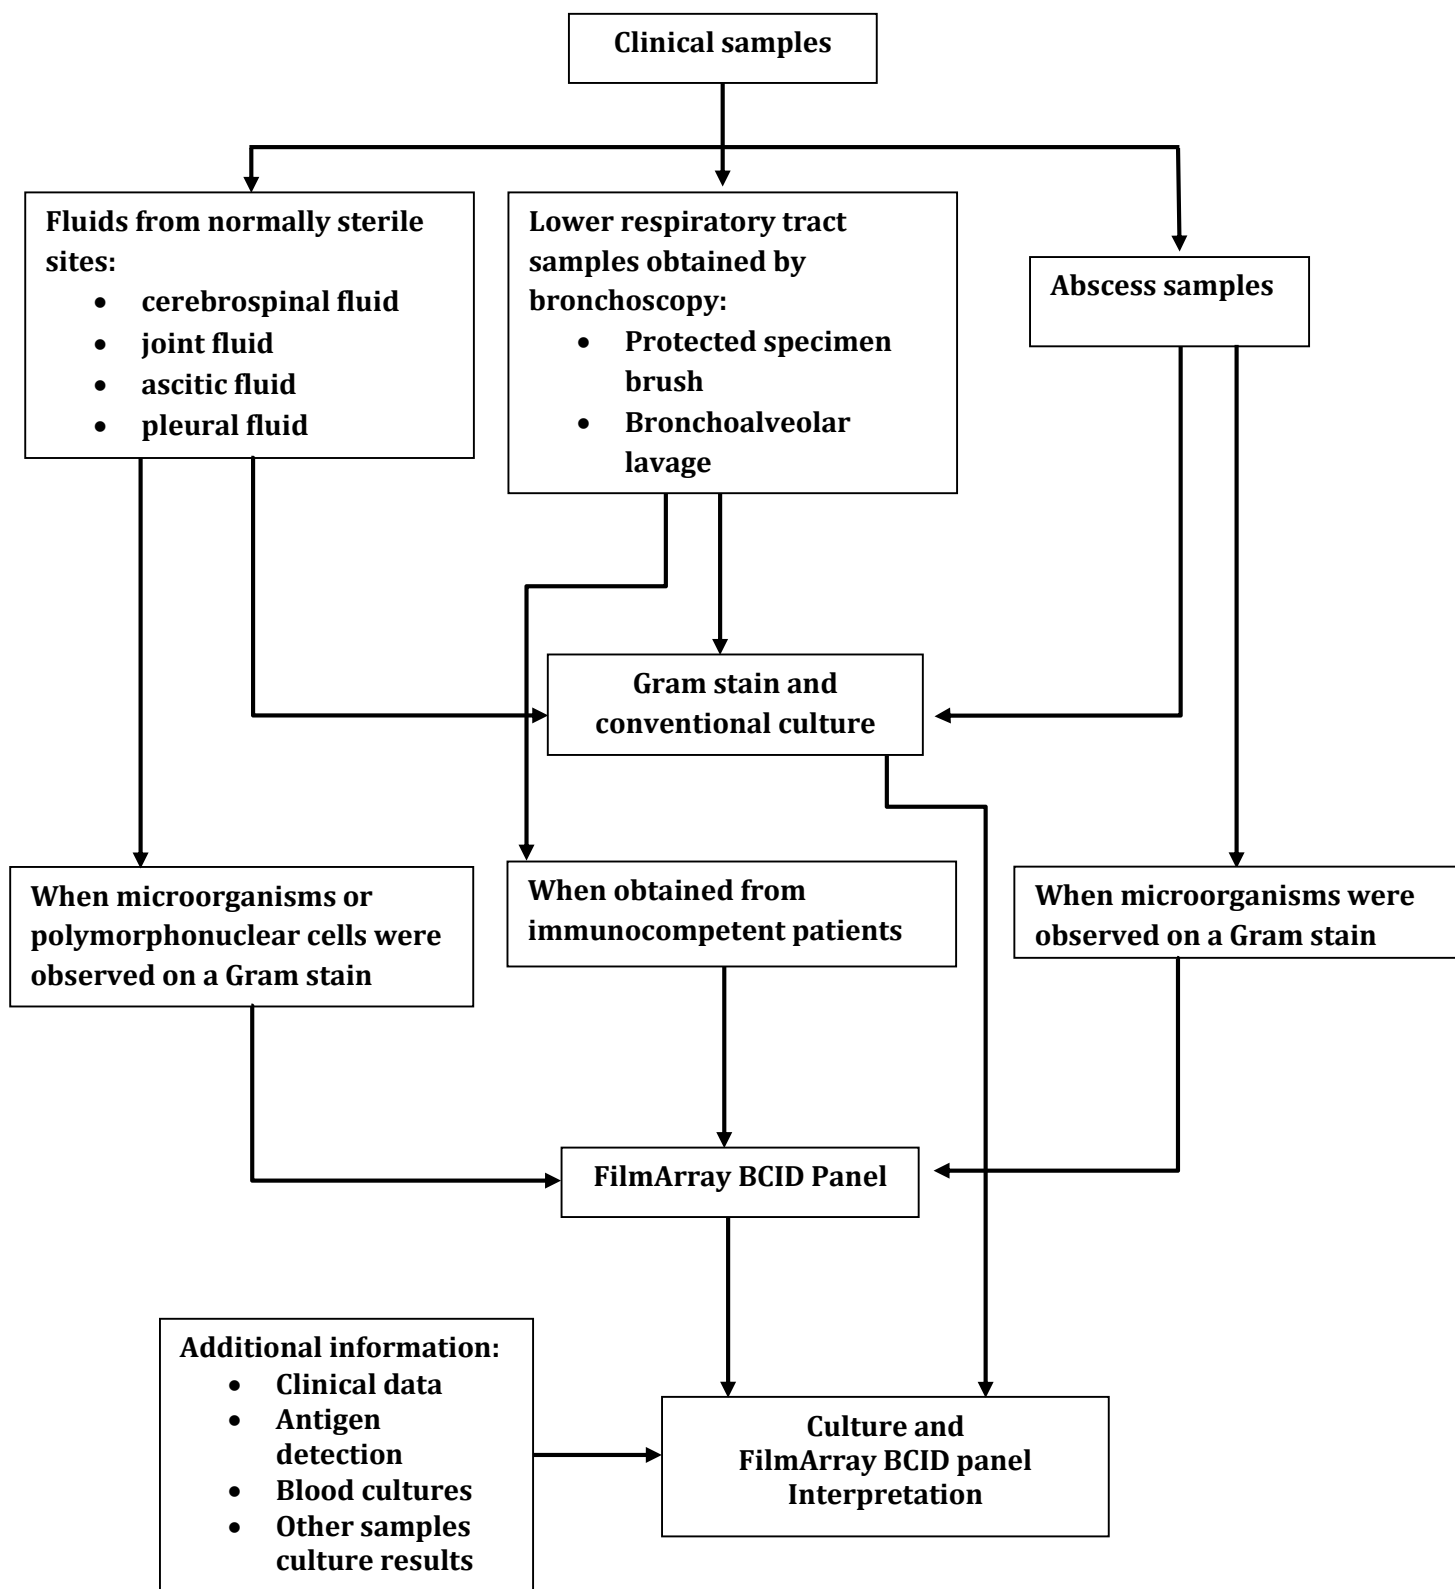 Clinical samples
Fluids from normally sterile
sites:
• cerebrospinal fluid
• joint fluid
• ascitic fluid
• pleural fluid
Lower respiratory tract
samples obtained by
bronchoscopy:
• Protected specimen
brush
• Bronchoalveolar
lavage
Abscess samples
Gram stain and
conventional culture
When microorganisms or
polymorphonuclear cells were
observed on a Gram stain
When obtained from
immunocompetent patients
When microorganisms were
observed on a Gram stain
FilmArray BCID Panel
Additional information:
• Clinical data
• Antigen
detection
• Blood cultures
• Other samples
culture results
Culture and
FilmArray BCID panel
Interpretation